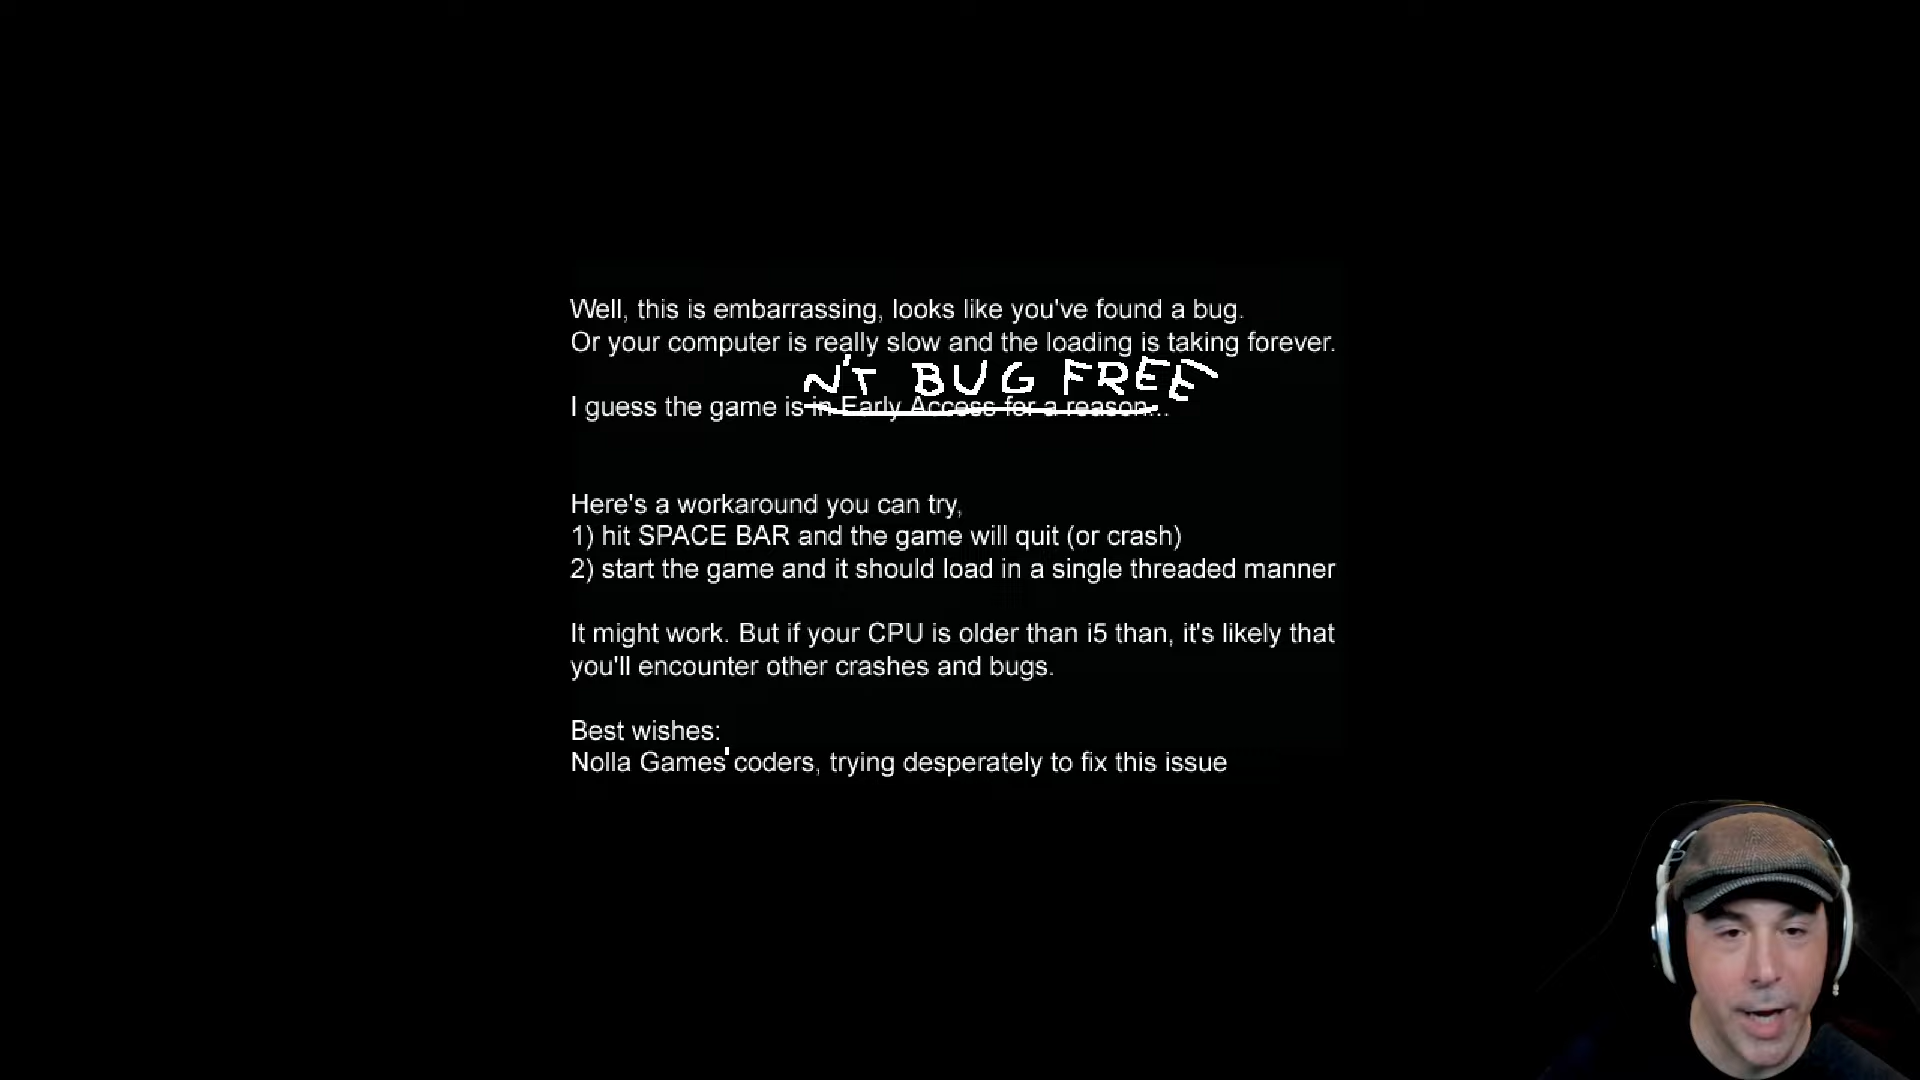 Well, this is embarrassing, looks like you've found a bug.
Or your computer is really slow and the loading is taking forever.
N'T BUG FREE
I guess the game is in Early Access for a reason...
Here's a workaround you can try,
1) hit SPACE BAR and the game will quit (or crash)
2) start the game and it should load in a single threaded manner
It might work. But if your CPU is older than i5 than, it's likely that
you'll encounter other crashes and bugs.
Best wishes:
Nolla Games' coders, trying desperately to fix this issue